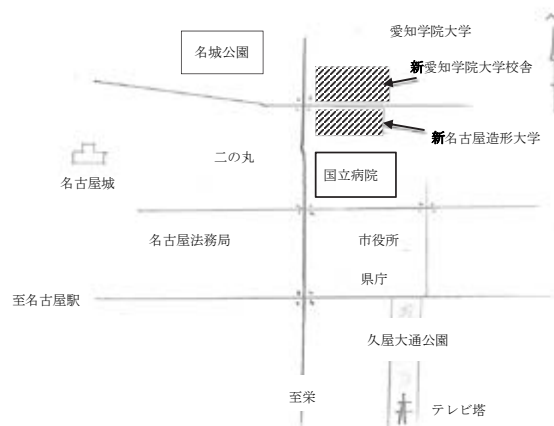 愛知学院大学
名城公園
新愛知学院大学校舎
新名古屋造形大学
二の丸
国立病院
名古屋城
名古屋法務局
市役所
県庁
至名古屋駅
久屋大通公園
至栄
テレビ塔